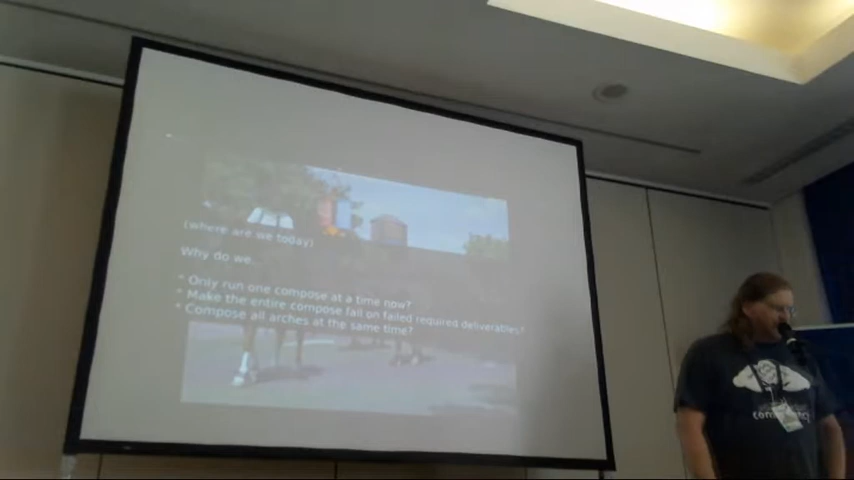 (where are we today)
Why do we
* Only run one compose at a time now?
* Make the entire compose fail on failed required deliverables?
* Compose all arches at the same time?